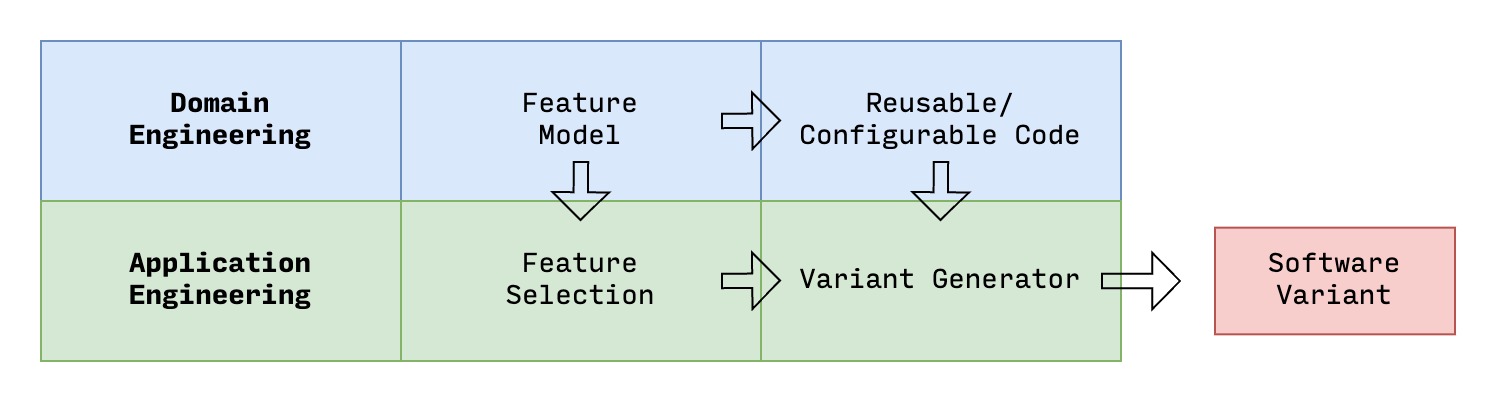 Domain
Engineering
Feature
Model
Reusable/
Configurable Code
Application
Engineering
Feature
Selection
Variant Generator
Software
Variant